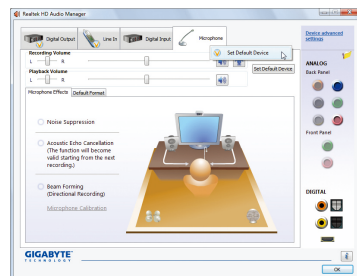 Realtek HD Audio Manager
Digital Output
Line In
Digital Input
Microphone
Device advanced settings
Set Default Device
Recording Volume
L
R
Set Default Device
Playback Volume
L
R
Microphone Effects
Default Format
ANALOG
Back Panel
Noise Suppression
Acoustic Echo Cancellation
(The function will become
valid starting from the next
recording.)
Front Panel
Beam Forming
(Directional Recording)
Microphone Calibration
DIGITAL
GIGABYTE
TECHNOLOGY
i
OK